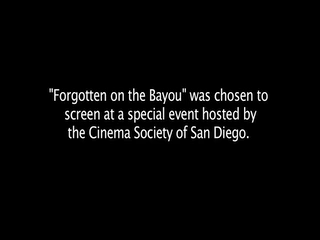 "Forgotten on the Bayou" was chosen to
screen at a special event hosted by
the Cinema Society of San Diego.